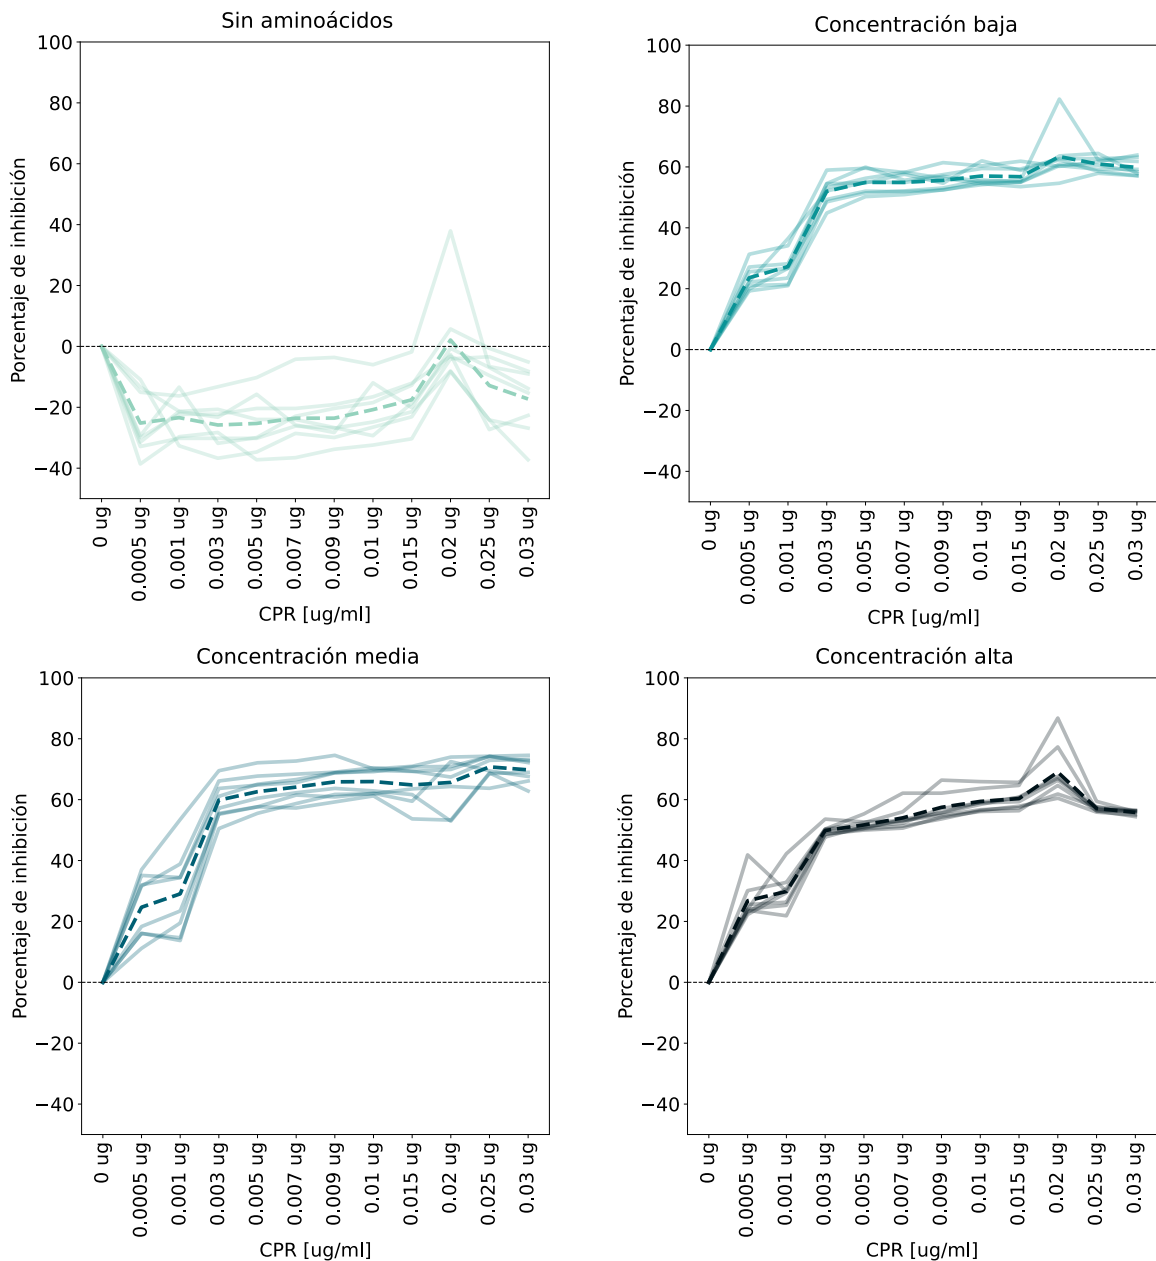 Sin aminoácidos
Porcentaje de inhibición
100
80
60
40
20
0
−20
−40
0 ug
0.0005 ug
0.001 ug
0.003 ug
0.005 ug
0.007 ug
0.009 ug
0.01 ug
0.015 ug
0.02 ug
0.025 ug
0.03 ug
CPR [ug/ml]
Concentración baja
Porcentaje de inhibición
100
80
60
40
20
0
−20
−40
0 ug
0.0005 ug
0.001 ug
0.003 ug
0.005 ug
0.007 ug
0.009 ug
0.01 ug
0.015 ug
0.02 ug
0.025 ug
0.03 ug
CPR [ug/ml]
Concentración media
Porcentaje de inhibición
100
80
60
40
20
0
−20
−40
0 ug
0.0005 ug
0.001 ug
0.003 ug
0.005 ug
0.007 ug
0.009 ug
0.01 ug
0.015 ug
0.02 ug
0.025 ug
0.03 ug
CPR [ug/ml]
Concentración alta
Porcentaje de inhibición
100
80
60
40
20
0
−20
−40
0 ug
0.0005 ug
0.001 ug
0.003 ug
0.005 ug
0.007 ug
0.009 ug
0.01 ug
0.015 ug
0.02 ug
0.025 ug
0.03 ug
CPR [ug/ml]